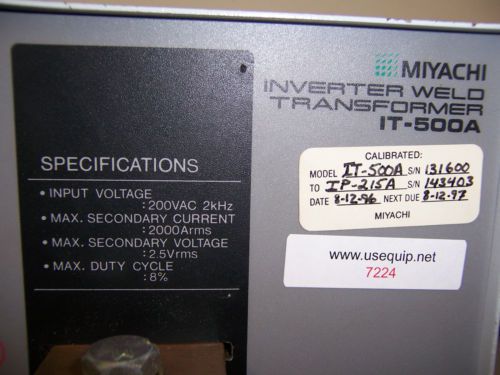 MIYACHI
INVERTER WELD
TRANSFORMER
IT-500A
SPECIFICATIONS
• INPUT VOLTAGE
:200VAC 2kHz
• MAX. SECONDARY CURRENT
:2000Arms
• MAX. SECONDARY VOLTAGE
:2.5Vrms
• MAX. DUTY CYCLE
:8%
CALIBRATED:
MODEL IT-500A S/N 131600
TO IP-215A S/N 143403
DATE 8-12-96 NEXT DUE 8-12-97
MIYACHI
www.usequip.net
7224